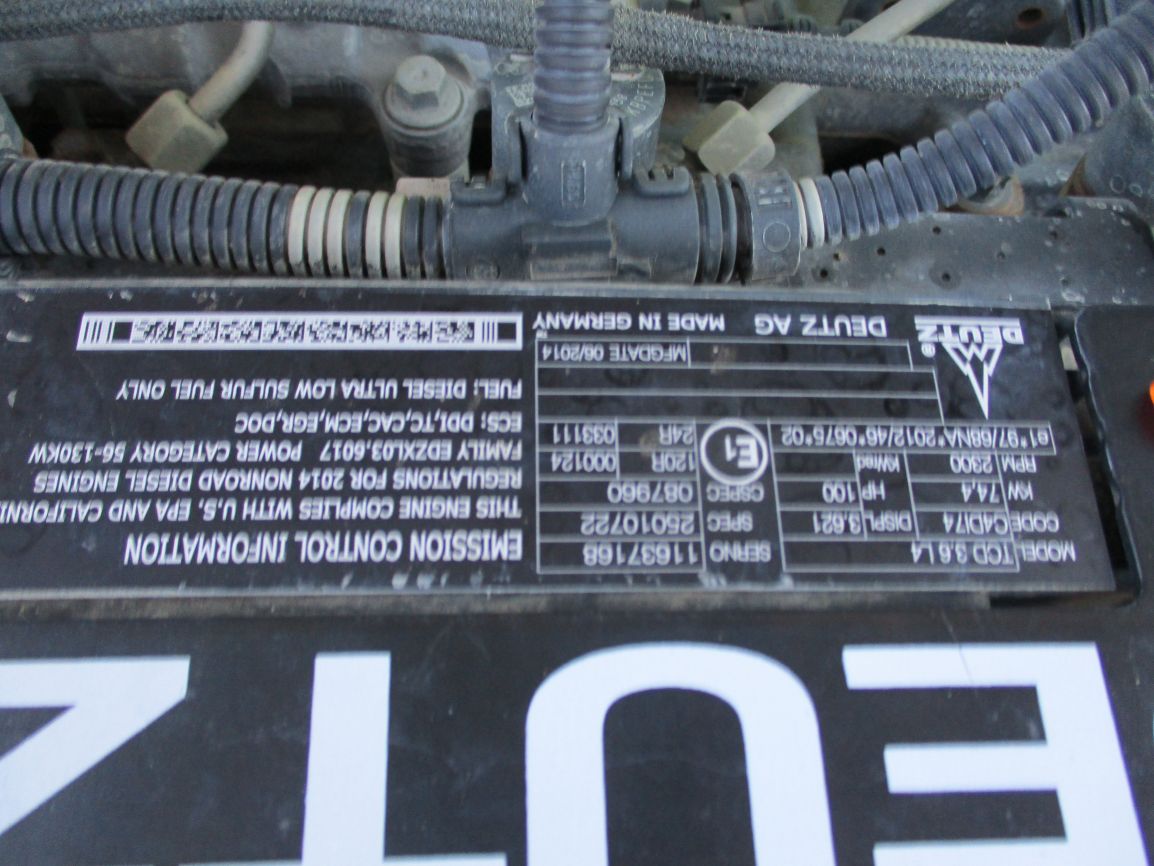 DEUTZ®
DEUTZ AG MADE IN GERMANY
MODEL TCD 3.6 L4
CODE C4DI74 DISPL 3.621
KW 74,4 HP 100
RPM 2300 KWred
e1*97/68NA*2012/46*0675*02
SERNO 11637168
SPEC 25010722
CSPEC 087960
E1 120R 000124
24R 033111
MFGDATE 08/2014
EMISSION CONTROL INFORMATION
THIS ENGINE COMPLIES WITH U.S. EPA AND CALIFORNI
REGULATIONS FOR 2014 NONROAD DIESEL ENGINES
FAMILY EDZXL03.6017 POWER CATEGORY 56-130KW
ECS: DDI,TC,CAC,ECM,EGR,DOC
FUEL: DIESEL ULTRA LOW SULFUR FUEL ONLY
EUTZ